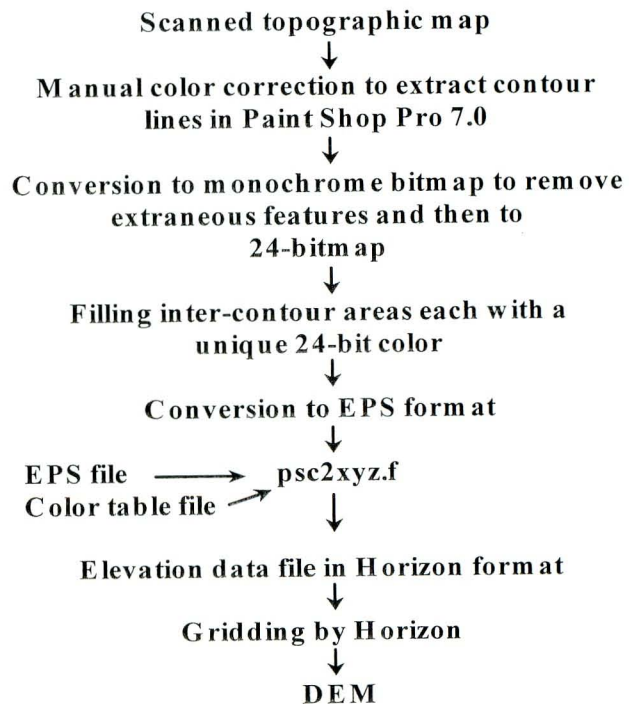 Scanned topographic map
Manual color correction to extract contour
lines in Paint Shop Pro 7.0
Conversion to monochrome bitmap to remove
extraneous features and then to
24-bitmap
Filling inter-contour areas each with a
unique 24-bit color
Conversion to EPS format
EPS file psc2xyz.f
Color table file
Elevation data file in Horizon format
Gridding by Horizon
DEM